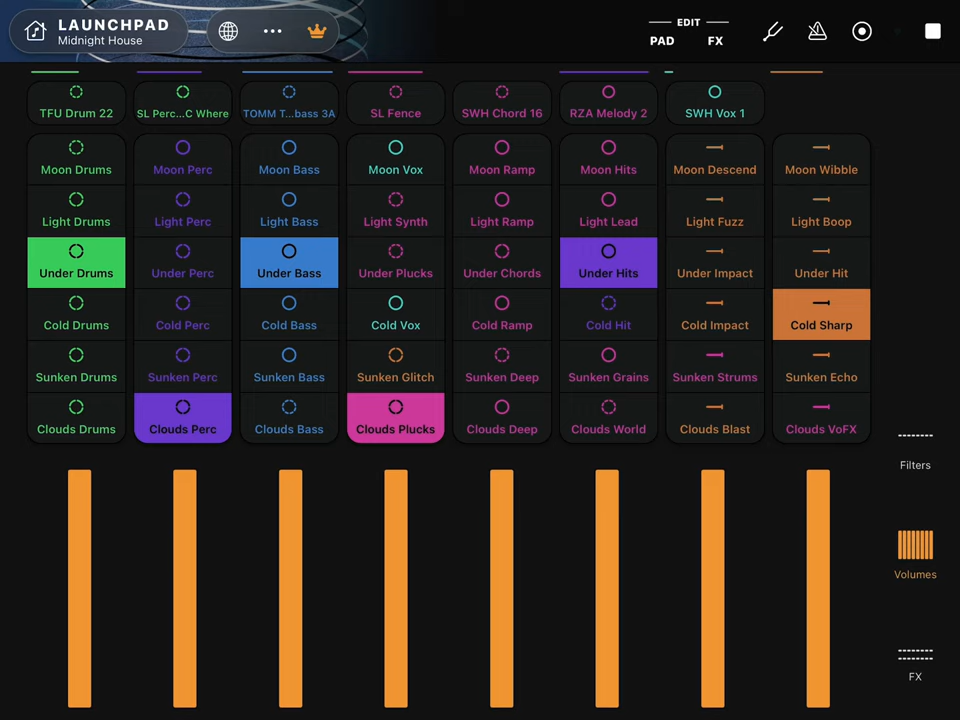 LAUNCHPAD
Midnight House
EDIT
PAD FX
TFU Drum 22 SL Perc...C Where TOMM T...bass 3A SL Fence SWH Chord 16 RZA Melody 2 SWH Vox 1
Moon Drums Moon Perc Moon Bass Moon Vox Moon Ramp Moon Hits Moon Descend Moon Wibble
Light Drums Light Perc Light Bass Light Synth Light Ramp Light Lead Light Fuzz Light Boop
Under Drums Under Perc Under Bass Under Plucks Under Chords Under Hits Under Impact Under Hit
Cold Drums Cold Perc Cold Bass Cold Vox Cold Ramp Cold Hit Cold Impact Cold Sharp
Sunken Drums Sunken Perc Sunken Bass Sunken Glitch Sunken Deep Sunken Grains Sunken Strums Sunken Echo
Clouds Drums Clouds Perc Clouds Bass Clouds Plucks Clouds Deep Clouds World Clouds Blast Clouds VoFX
Filters
Volumes
FX